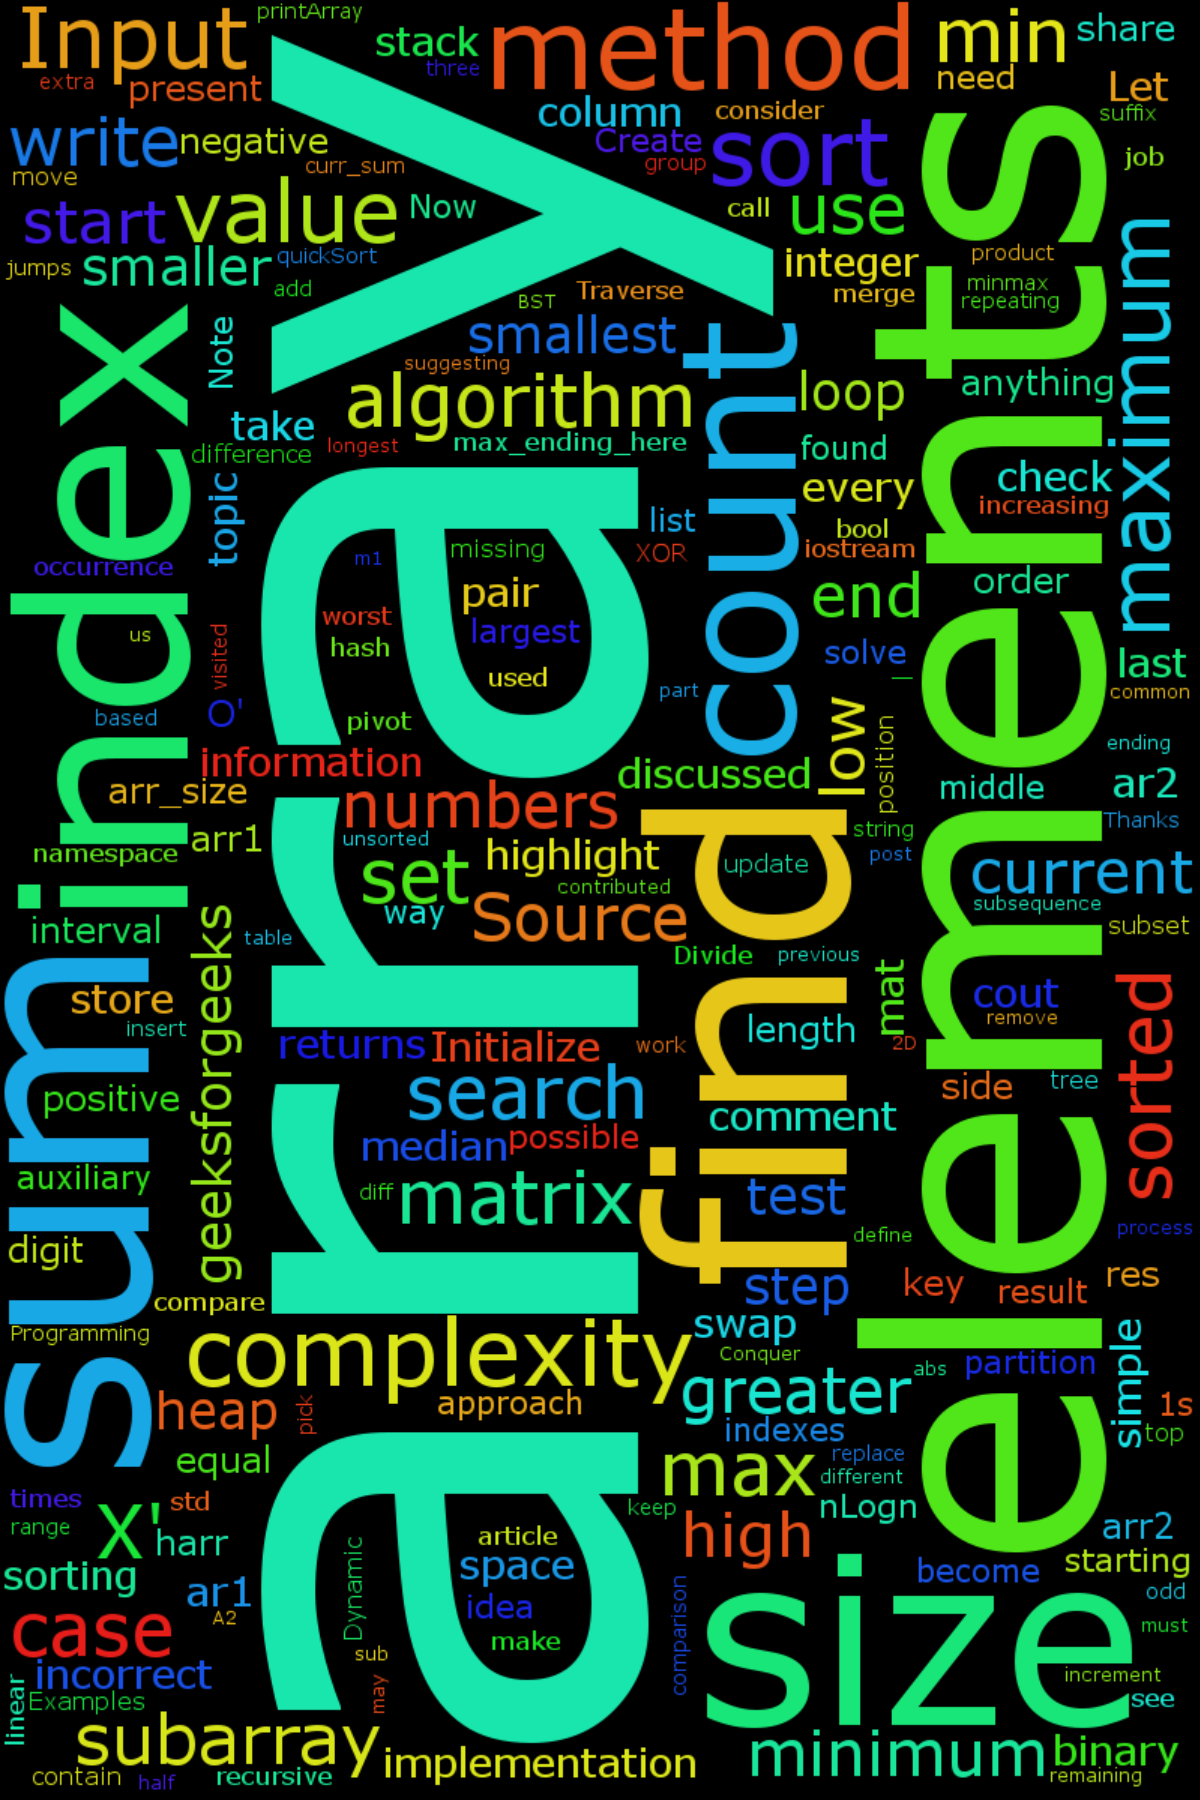 printArray
Input
stack
method
min
share
three
extra
present
need
Let
column
consider
suffix
write
negative
Create
sort
group
job
move
curr_sum
start
value
Now
call
use
y
jumps
smaller
quickSort
integer
product
add
BST
Traverse
merge
minmax
repeating
maximum
Note
smallest
suggesting
algorithm
count
loop
anything
take
difference
longest
max_ending_here
found
index
topic
list
every
check
increasing
elements
bool
occurrence
m1
missing
XOR
iostream
order
pair
end
worst
largest
us
hash
visited
used
solve
last
part
common
based
O'
pivot
low
position
ending
information
discussed
middle
ar2
arr_size
numbers
Thanks
string
arr1
unsorted
highlight
namespace
set
contributed
update
post
current
subsequence
interval
way
Source
subset
geeksforgeeks
table
Divide
previous
array
find
mat
sorted
store
cout
insert
length
remove
returns
Initialize
work
2D
sum
positive
search
side
tree
comment
median
possible
auxiliary
diff
matrix
test
define
process
digit
step
key
result
res
compare
Programming
complexity
swap
Conquer
abs
partition
simple
heap
pick
approach
greater
1s
indexes
top
equal
max
replace
different
times
std
keep
nLogn
range
X'
harr
article
high
arr2
Dynamic
space
sorting
ar1
become
starting
A2
idea
comparison
size
odd
case
make
must
sub
incorrect
may
increment
linear
Examples
see
subarray
implementation
minimum
binary
contain
half
recursive
remaining